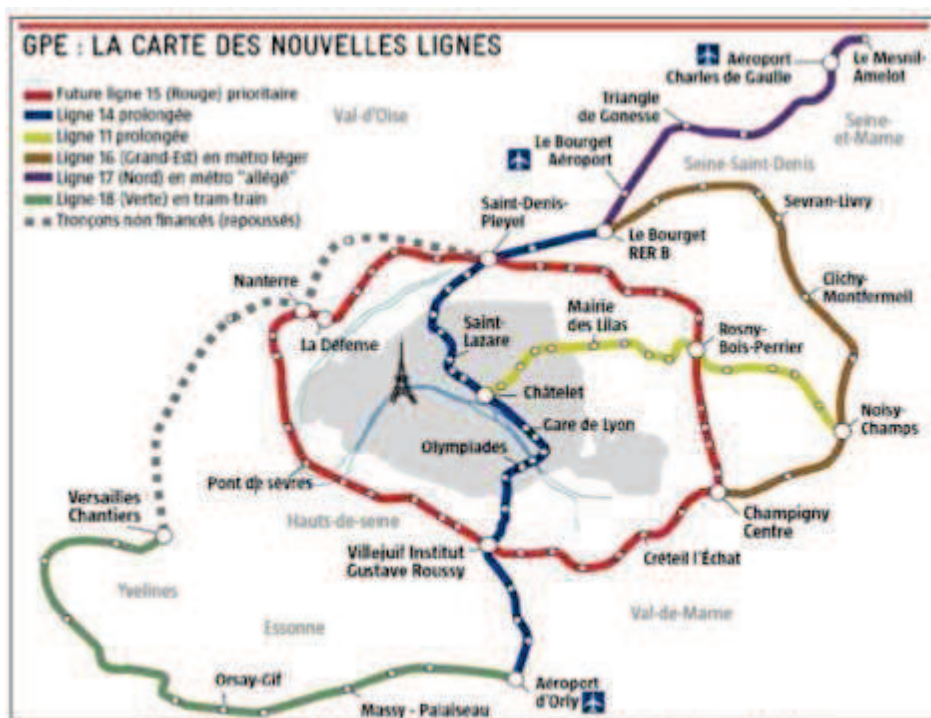 GPE : LA CARTE DES NOUVELLES LIGNES
Future ligne 15 (Rouge) prioritaire
Ligne 14 prolongée
Ligne 11 prolongée
Ligne 16 (Grand-Est) en métro léger
Ligne 17 (Nord) en métro "allégé"
Ligne 18 (Verte) en tram-train
Tronçons non financés (repoussés)
Val-d'Oise
Aéroport
Charles de Gaulle
Le Mesnil-
Amelot
Triangle
de Gonesse
Seine-
et-Marne
Le Bourget
Aéroport
Seine-Saint-Denis
Saint-Denis-
Pleyel
Le Bourget
RER B
Sevran-Livry
Nanterre
La Défense
Saint-
Lazare
Mairie
des Lilas
Clichy-
Montfermeil
Rosny-
Bois-Perrier
Châtelet
Gare de Lyon
Noisy-
Champs
Olympiades
Pont de sèvres
Versailles
Chantiers
Hauts-de-seine
Champigny
Centre
Villejuif Institut
Gustave Roussy
Créteil l'Échat
Yvelines
Essonne
Val-de-Marne
Orsay-Gif
Massy - Palaiseau
Aéroport
d'Orly